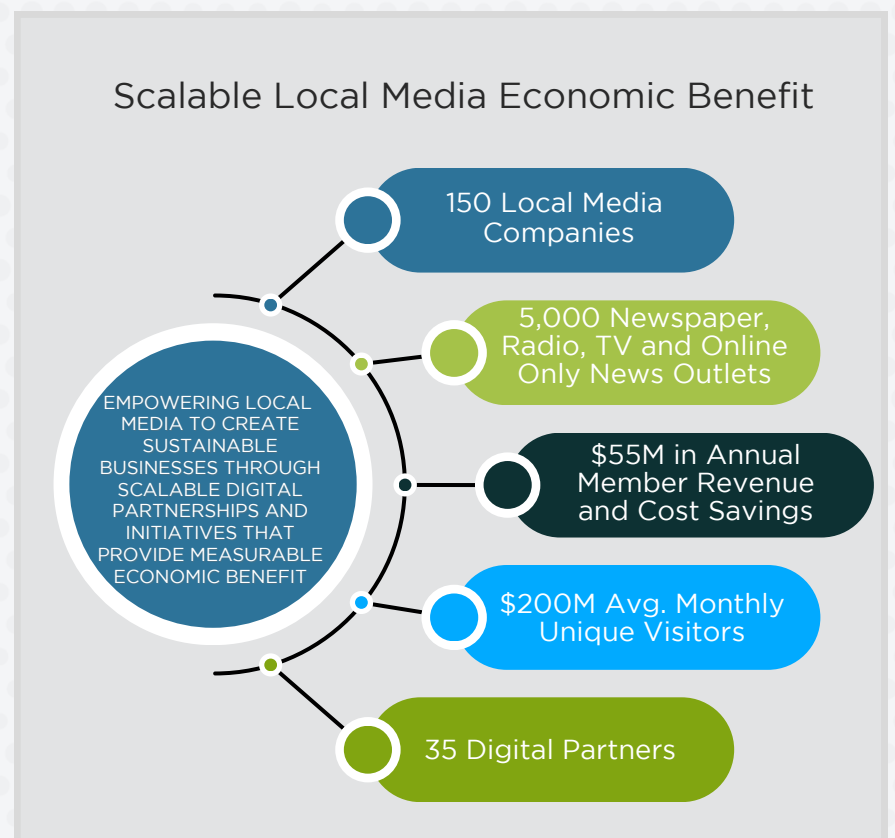 Scalable Local Media Economic Benefit
150 Local Media
Companies
5,000 Newspaper,
Radio, TV and Online
Only News Outlets
EMPOWERING LOCAL
MEDIA TO CREATE
SUSTAINABLE
BUSINESSES THROUGH
SCALABLE DIGITAL
PARTNERSHIPS AND
INITIATIVES THAT
PROVIDE MEASURABLE
ECONOMIC BENEFIT
$55M in Annual
Member Revenue
and Cost Savings
$200M Avg. Monthly
Unique Visitors
35 Digital Partners